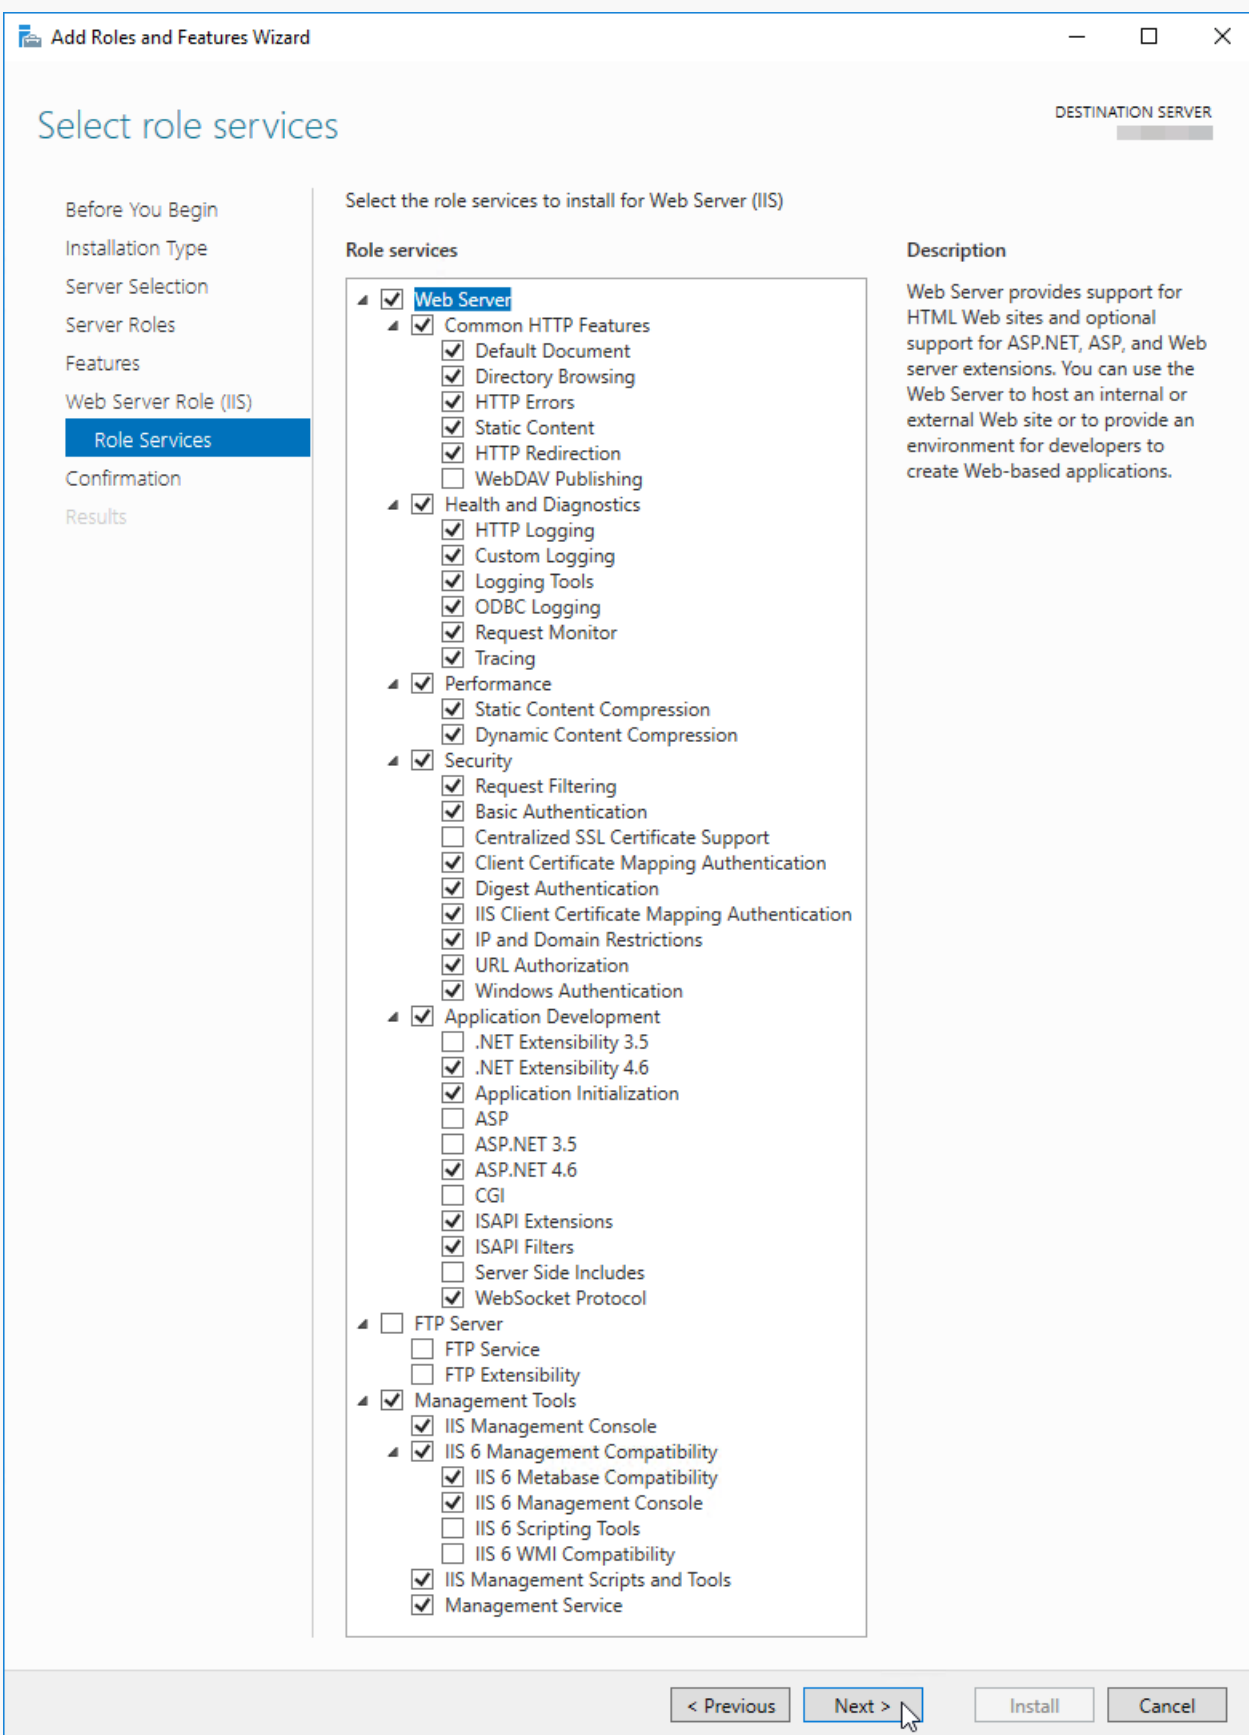 Add Roles and Features Wizard
Select role services
DESTINATION SERVER
Before You Begin
Installation Type
Server Selection
Server Roles
Features
Web Server Role (IIS)
Role Services
Confirmation
Results
Select the role services to install for Web Server (IIS)
Role services
Web Server
Common HTTP Features
Default Document
Directory Browsing
HTTP Errors
Static Content
HTTP Redirection
WebDAV Publishing
Health and Diagnostics
HTTP Logging
Custom Logging
Logging Tools
ODBC Logging
Request Monitor
Tracing
Performance
Static Content Compression
Dynamic Content Compression
Security
Request Filtering
Basic Authentication
Centralized SSL Certificate Support
Client Certificate Mapping Authentication
Digest Authentication
IIS Client Certificate Mapping Authentication
IP and Domain Restrictions
URL Authorization
Windows Authentication
Application Development
.NET Extensibility 3.5
.NET Extensibility 4.6
Application Initialization
ASP
ASP.NET 3.5
ASP.NET 4.6
CGI
ISAPI Extensions
ISAPI Filters
Server Side Includes
WebSocket Protocol
FTP Server
FTP Service
FTP Extensibility
Management Tools
IIS Management Console
IIS 6 Management Compatibility
IIS 6 Metabase Compatibility
IIS 6 Management Console
IIS 6 Scripting Tools
IIS 6 WMI Compatibility
IIS Management Scripts and Tools
Management Service
Description
Web Server provides support for
HTML Web sites and optional
support for ASP.NET, ASP, and Web
server extensions. You can use the
Web Server to host an internal or
external Web site or to provide an
environment for developers to
create Web-based applications.
< Previous
Next >
Install
Cancel